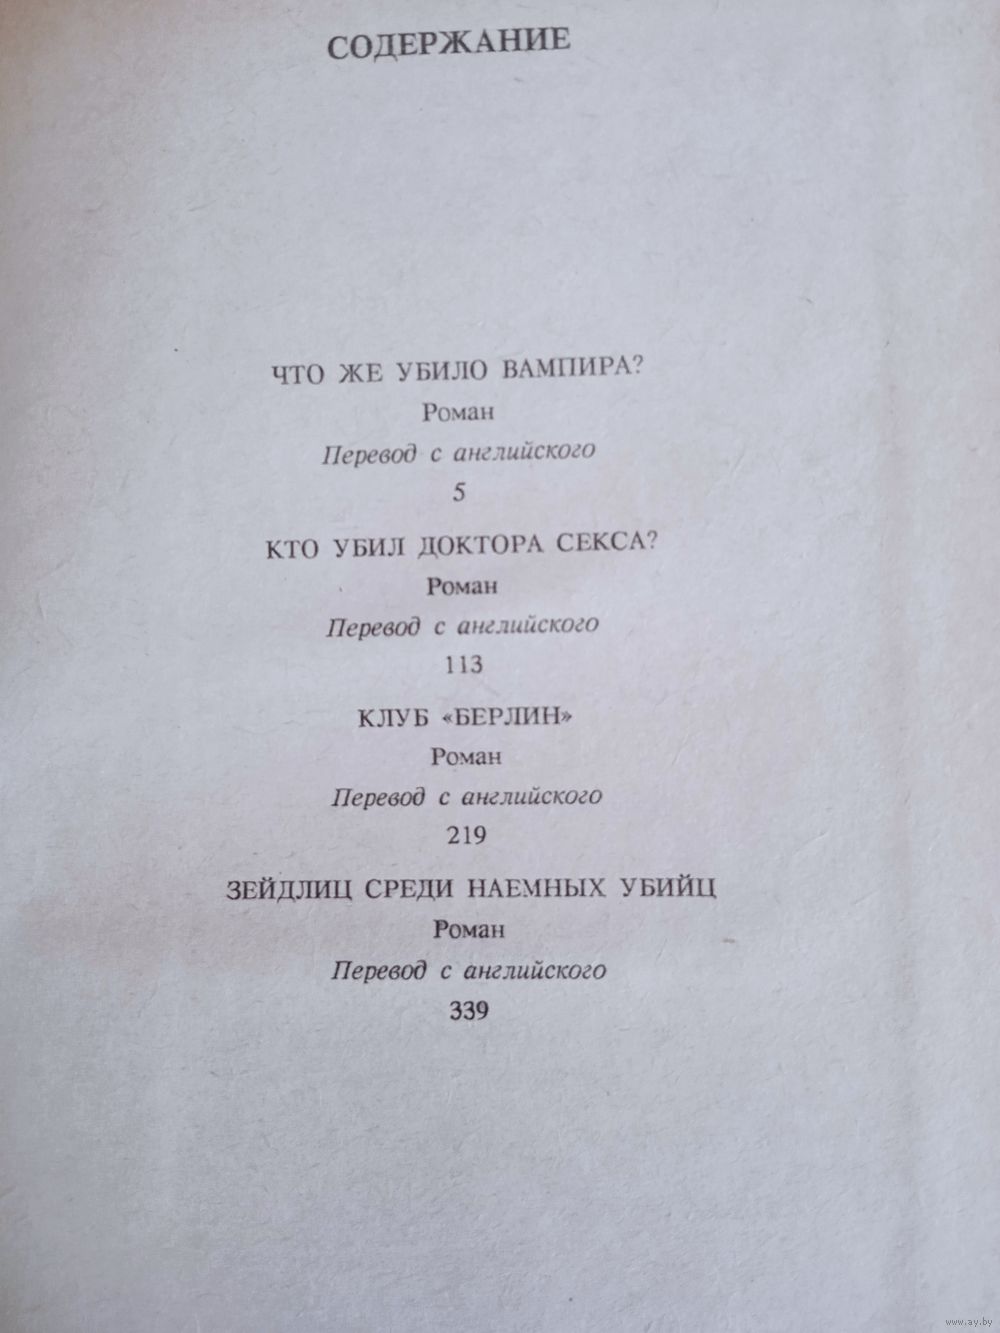 СОДЕРЖАНИЕ
ЧТО ЖЕ УБИЛО ВАМПИРА?
Роман
Перевод с английского
5
КТО УБИЛ ДОКТОРА СЕКСА?
Роман
Перевод с английского
113
КЛУБ «БЕРЛИН»
Роман
Перевод с английского
219
ЗЕЙДЛИЦ СРЕДИ НАЕМНЫХ УБИЙЦ
Роман
Перевод с английского
339
www.ay.by